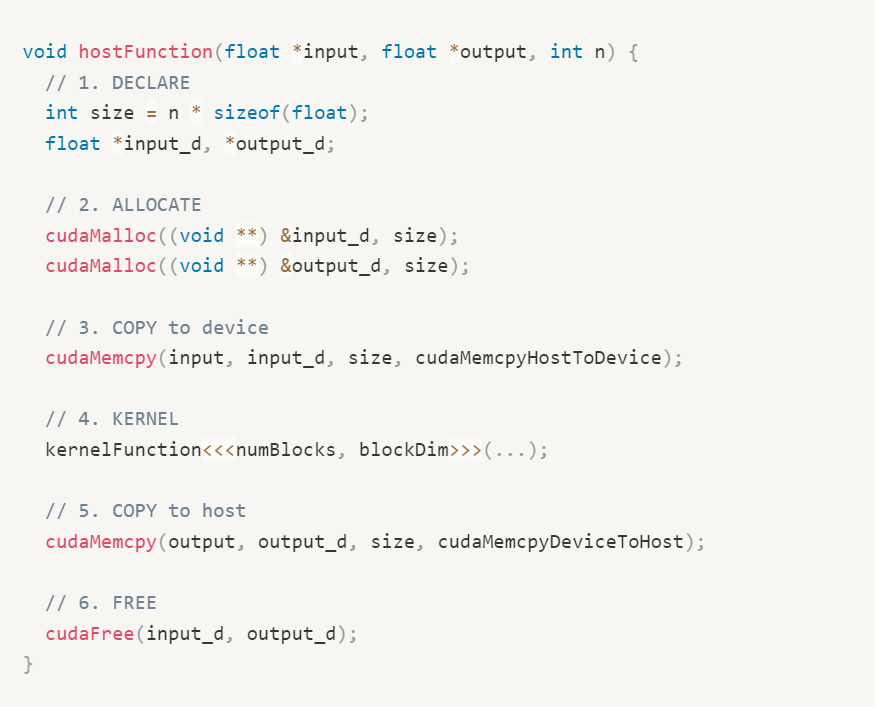 void hostFunction(float *input, float *output, int n) {
  // 1. DECLARE
  int size = n * sizeof(float);
  float *input_d, *output_d;
  // 2. ALLOCATE
  cudaMalloc((void **) &input_d, size);
  cudaMalloc((void **) &output_d, size);
  // 3. COPY to device
  cudaMemcpy(input, input_d, size, cudaMemcpyHostToDevice);
  // 4. KERNEL
  kernelFunction<<<numBlocks, blockDim>>>(...);
  // 5. COPY to host
  cudaMemcpy(output, output_d, size, cudaMemcpyDeviceToHost);
  // 6. FREE
  cudaFree(input_d, output_d);
}